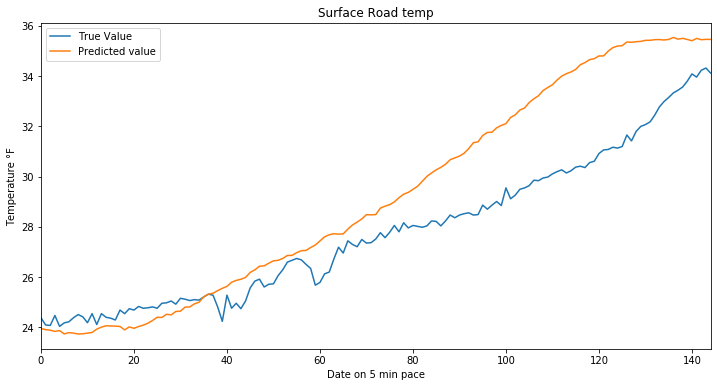 Surface Road temp
True Value
Predicted value
Temperature °F
36
34
32
30
28
26
24
0 20 40 60 80 100 120 140
Date on 5 min pace